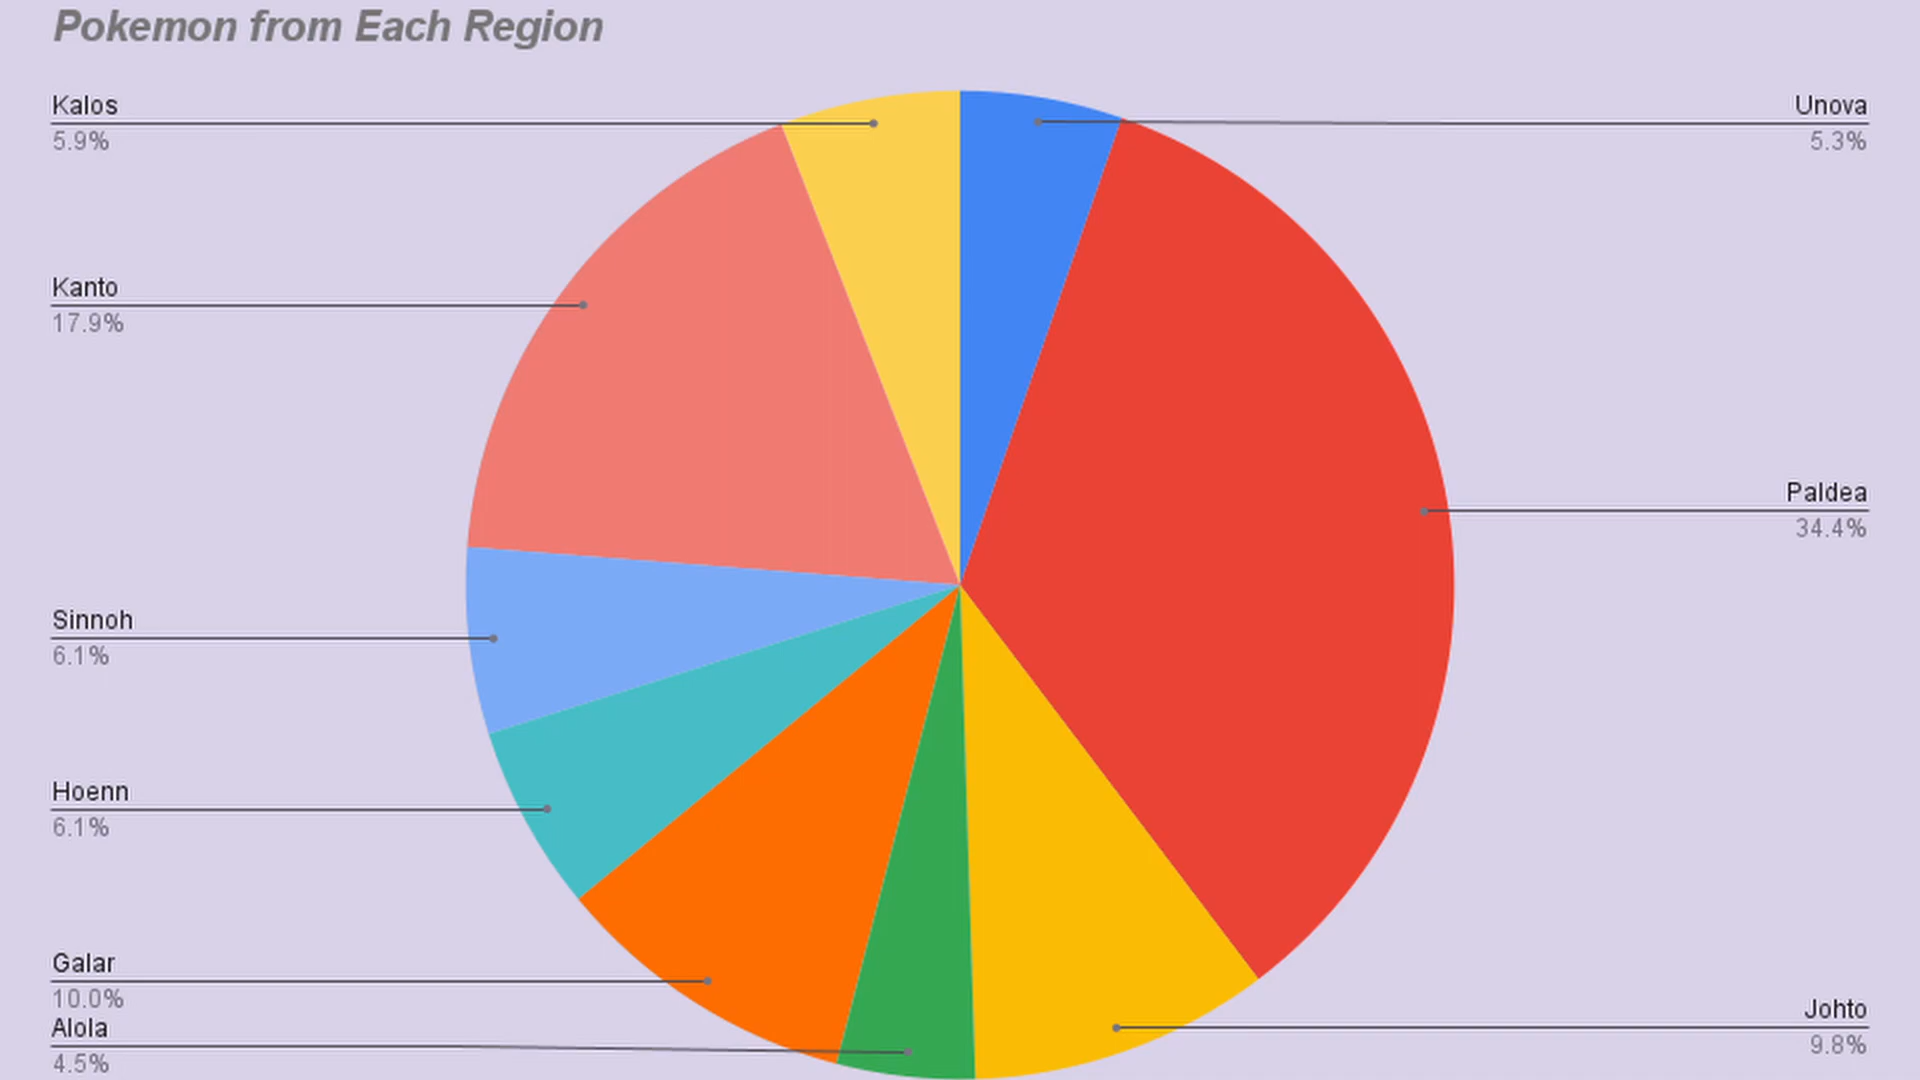 Pokemon from Each Region
Kalos
5.9%
Kanto
17.9%
Sinnoh
6.1%
Hoenn
6.1%
Galar
10.0%
Alola
4.5%
Unova
5.3%
Paldea
34.4%
Johto
9.8%